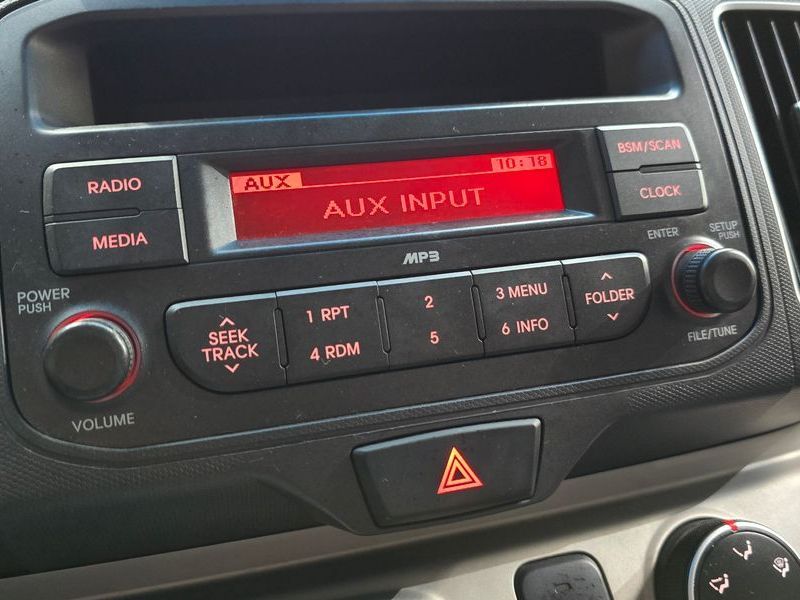 RADIO
MEDIA
AUX
10:18
AUX INPUT
BSM/SCAN
CLOCK
MP3
ENTER
SETUP
PUSH
POWER
PUSH
VOLUME
SEEK
TRACK
1 RPT
4 RDM
2
5
3 MENU
6 INFO
FOLDER
FILE/TUNE